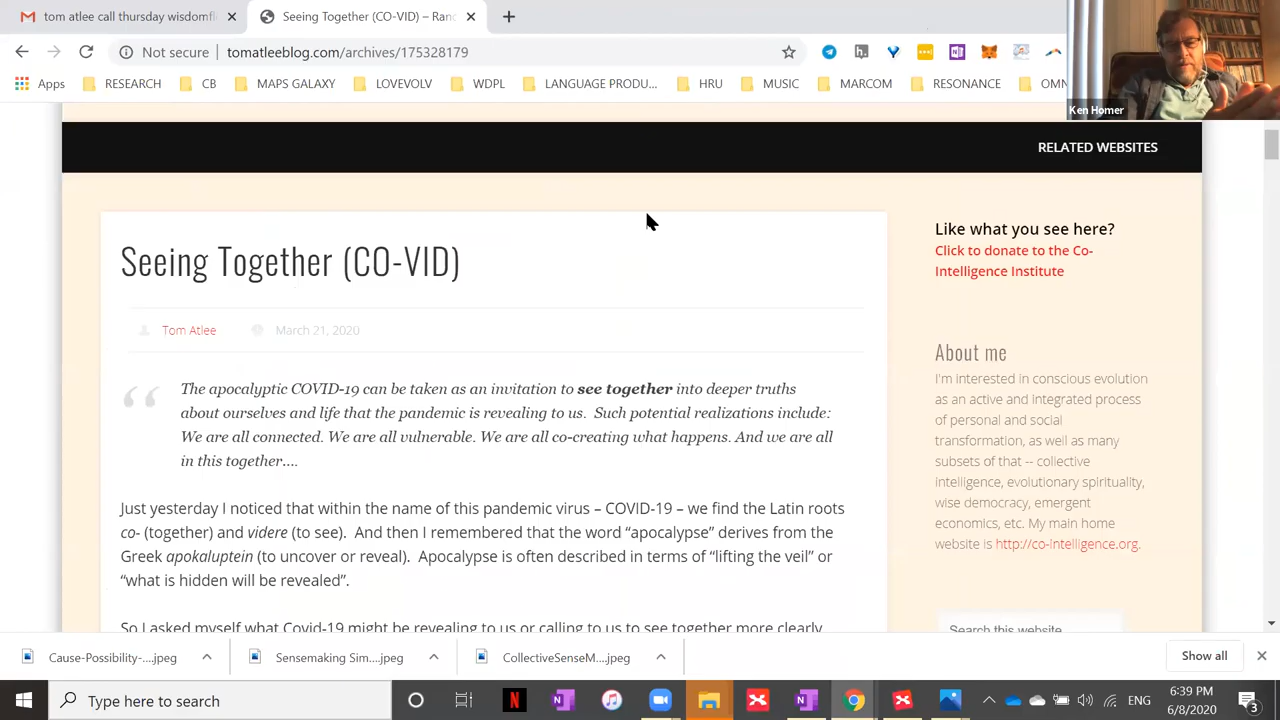 tom atlee call thursday wisdomfl
Seeing Together (CO-VID) – Ran
Not secure
tomatleeblog.com/archives/175328179
Apps
RESEARCH
CB
MAPS GALAXY
LOVEVOLV
WDPL
LANGUAGE PRODU...
HRU
MUSIC
MARCOM
RESONANCE
OMN
Ken Homer
RELATED WEBSITES
Seeing Together (CO-VID)
Tom Atlee
March 21, 2020
The apocalyptic COVID-19 can be taken as an invitation to see together into deeper truths
about ourselves and life that the pandemic is revealing to us. Such potential realizations include:
We are all connected. We are all vulnerable. We are all co-creating what happens. And we are all
in this together….
Just yesterday I noticed that within the name of this pandemic virus – COVID-19 – we find the Latin roots
co- (together) and videre (to see). And then I remembered that the word “apocalypse” derives from the
Greek apokaluptein (to uncover or reveal). Apocalypse is often described in terms of “lifting the veil” or
“what is hidden will be revealed”.
So I asked myself what Covid-19 might be revealing to us or calling to us to see together more clearly
Like what you see here?
Click to donate to the Co-
Intelligence Institute
About me
I'm interested in conscious evolution
as an active and integrated process
of personal and social
transformation, as well as many
subsets of that -- collective
intelligence, evolutionary spirituality,
wise democracy, emergent
economics, etc. My main home
website is http://co-intelligence.org.
Search this website
Cause-Possibility-....jpeg
Sensemaking Sim....jpeg
CollectiveSenseM....jpeg
Show all
Type here to search
ENG
6:39 PM
6/8/2020
3